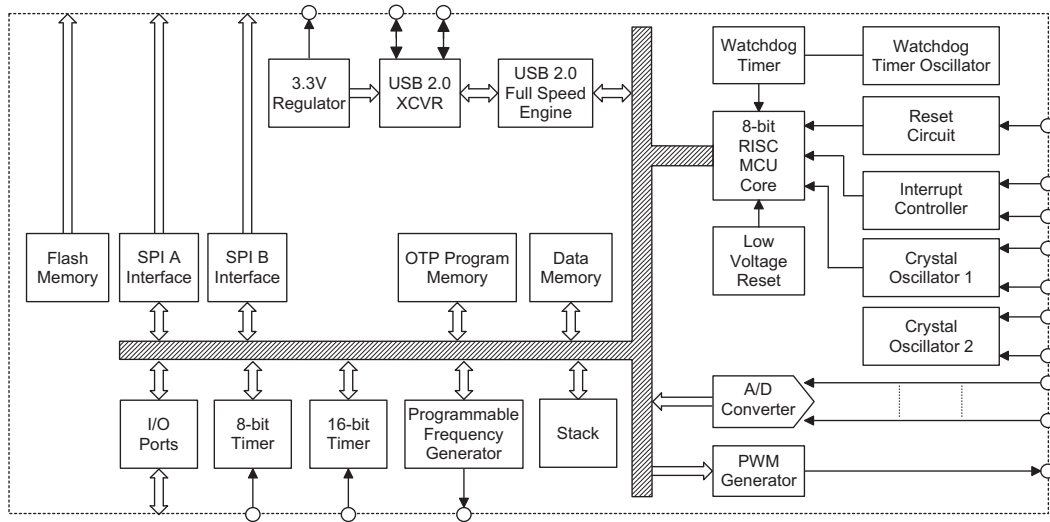 3.3V
Regulator
USB 2.0
XCVR
USB 2.0
Full Speed
Engine
Watchdog
Timer
Watchdog
Timer Oscillator
8-bit
RISC
MCU
Core
Reset
Circuit
Interrupt
Controller
Flash
Memory
SPI A
Interface
SPI B
Interface
OTP Program
Memory
Data
Memory
Low
Voltage
Reset
Crystal
Oscillator 1
Crystal
Oscillator 2
I/O
Ports
8-bit
Timer
16-bit
Timer
Programmable
Frequency
Generator
Stack
A/D
Converter
PWM
Generator